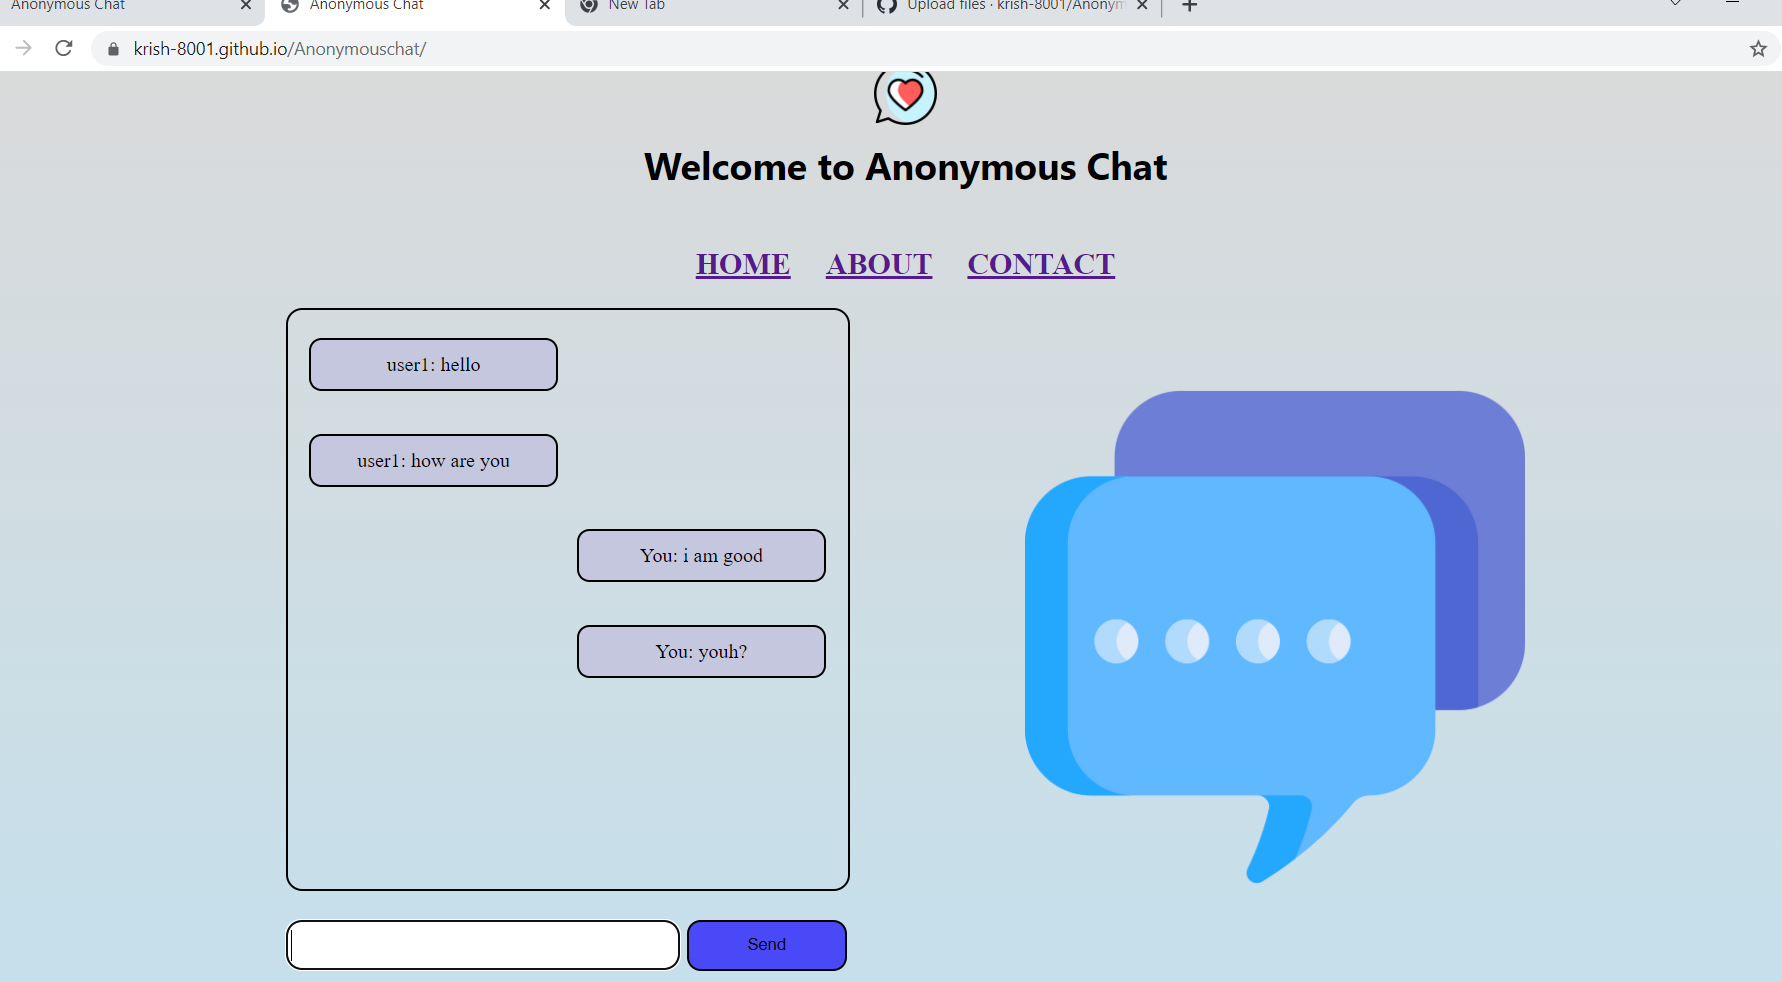 Anonymous Chat
Anonymous Chat
New Tab
Upload files · krish-8001/Anonym
krish-8001.github.io/Anonymouschat/
Welcome to Anonymous Chat
HOME ABOUT CONTACT
user1: hello
user1: how are you
You: i am good
You: youh?
Send